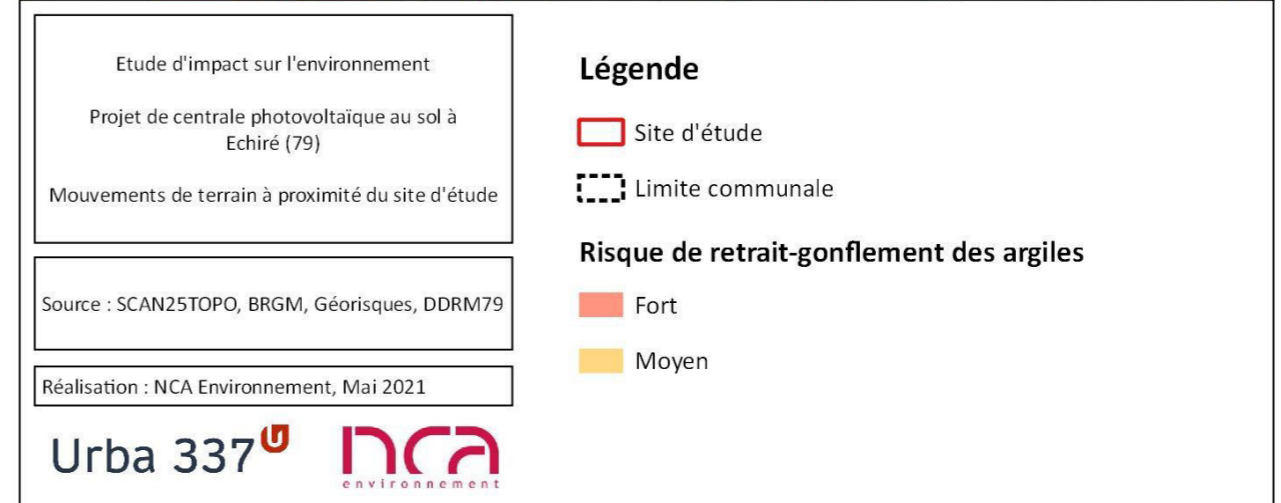 Etude d'impact sur l'environnement
Projet de centrale photovoltaïque au sol à
Echiré (79)
Mouvements de terrain à proximité du site d'étude
Source : SCAN25TOPO, BRGM, Géorisques, DDRM79
Réalisation : NCA Environnement, Mai 2021
Urba 337
nca
environnement
Légende
Site d'étude
Limite communale
Risque de retrait-gonflement des argiles
Fort
Moyen